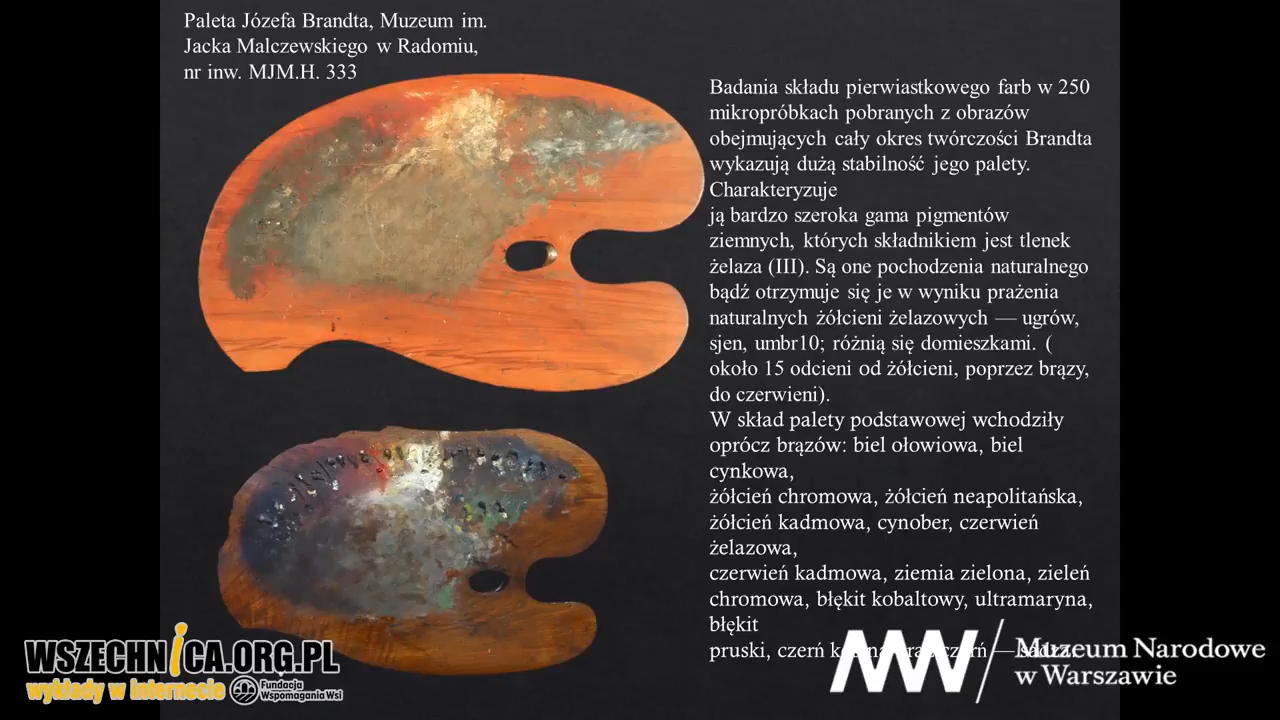 Paleta Józefa Brandta, Muzeum im.
Jacka Malczewskiego w Radomiu,
nr inw. MJM.H. 333
Badania składu pierwiastkowego farb w 250
mikropróbkach pobranych z obrazów
obejmujących cały okres twórczości Brandta
wykazują dużą stabilność jego palety.
Charakteryzuje
ją bardzo szeroka gama pigmentów
ziemnych, których składnikiem jest tlenek
żelaza (III). Są one pochodzenia naturalnego
bądź otrzymuje się je w wyniku prażenia
naturalnych żółcieni żelazowych — ugrów,
sjen, umbr10; różnią się domieszkami. (
około 15 odcieni od żółcieni, poprzez brązy,
do czerwieni).
W skład palety podstawowej wchodziły
oprócz brązów: biel ołowiowa, biel
cynkowa,
żółcień chromowa, żółcień neapolitańska,
żółcień kadmowa, cynober, czerwień
żelazowa,
czerwień kadmowa, ziemia zielona, zieleń
chromowa, błękit kobaltowy, ultramaryna,
błękit
pruski, czerń
WSZECHNICA.ORG.PL
wykłady w internecie
Fundacja
Wspomagania Wsi
Muzeum Narodowe
w Warszawie